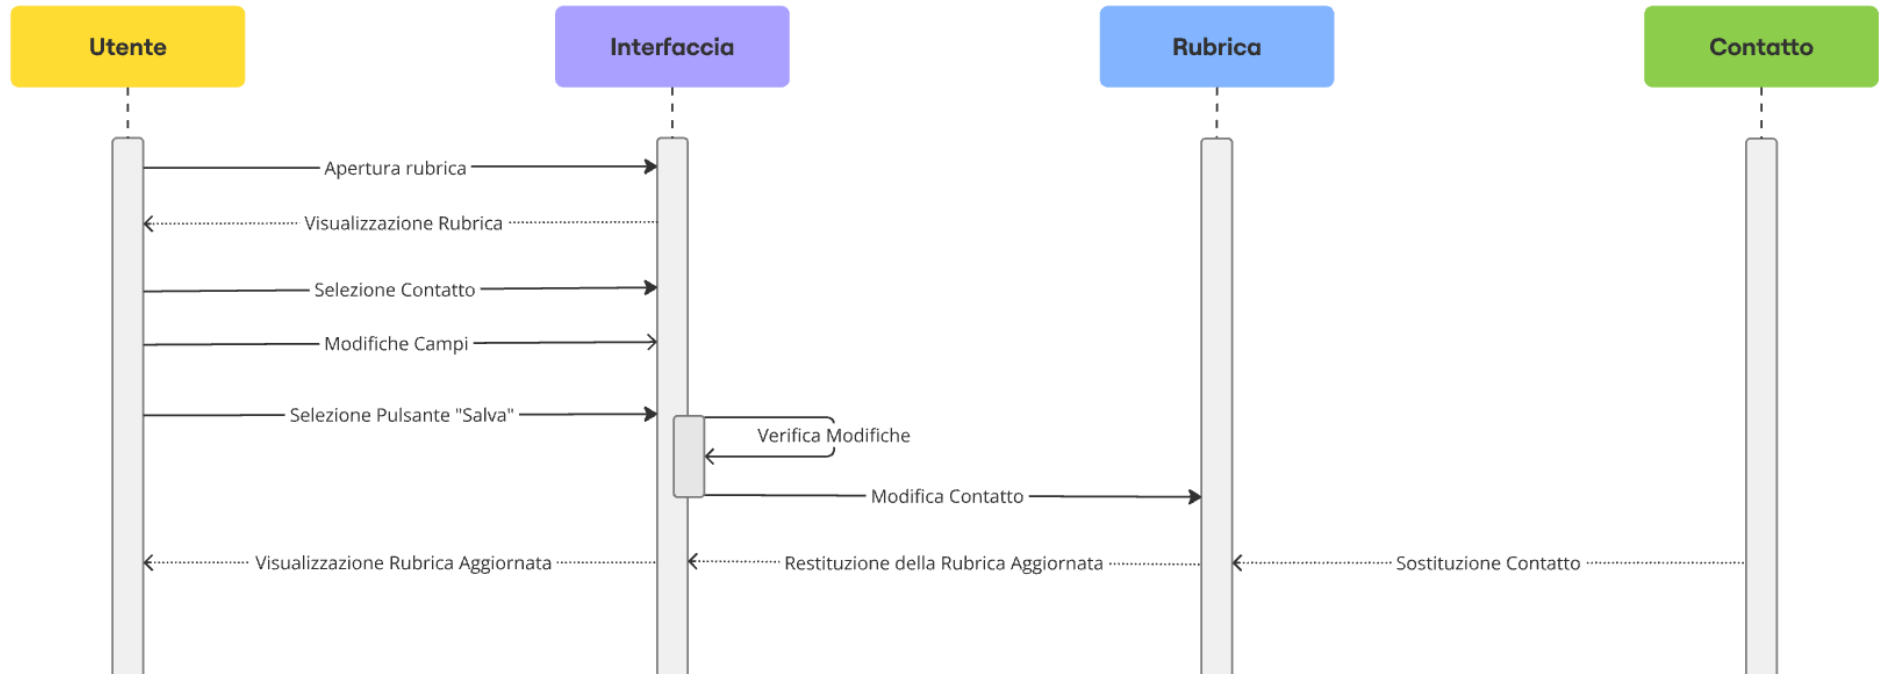 Utente
Interfaccia
Rubrica
Contatto
Apertura rubrica
Visualizzazione Rubrica
Selezione Contatto
Modifiche Campi
Selezione Pulsante "Salva"
Verifica Modifiche
Modifica Contatto
Visualizzazione Rubrica Aggiornata
Restituzione della Rubrica Aggiornata
Sostituzione Contatto